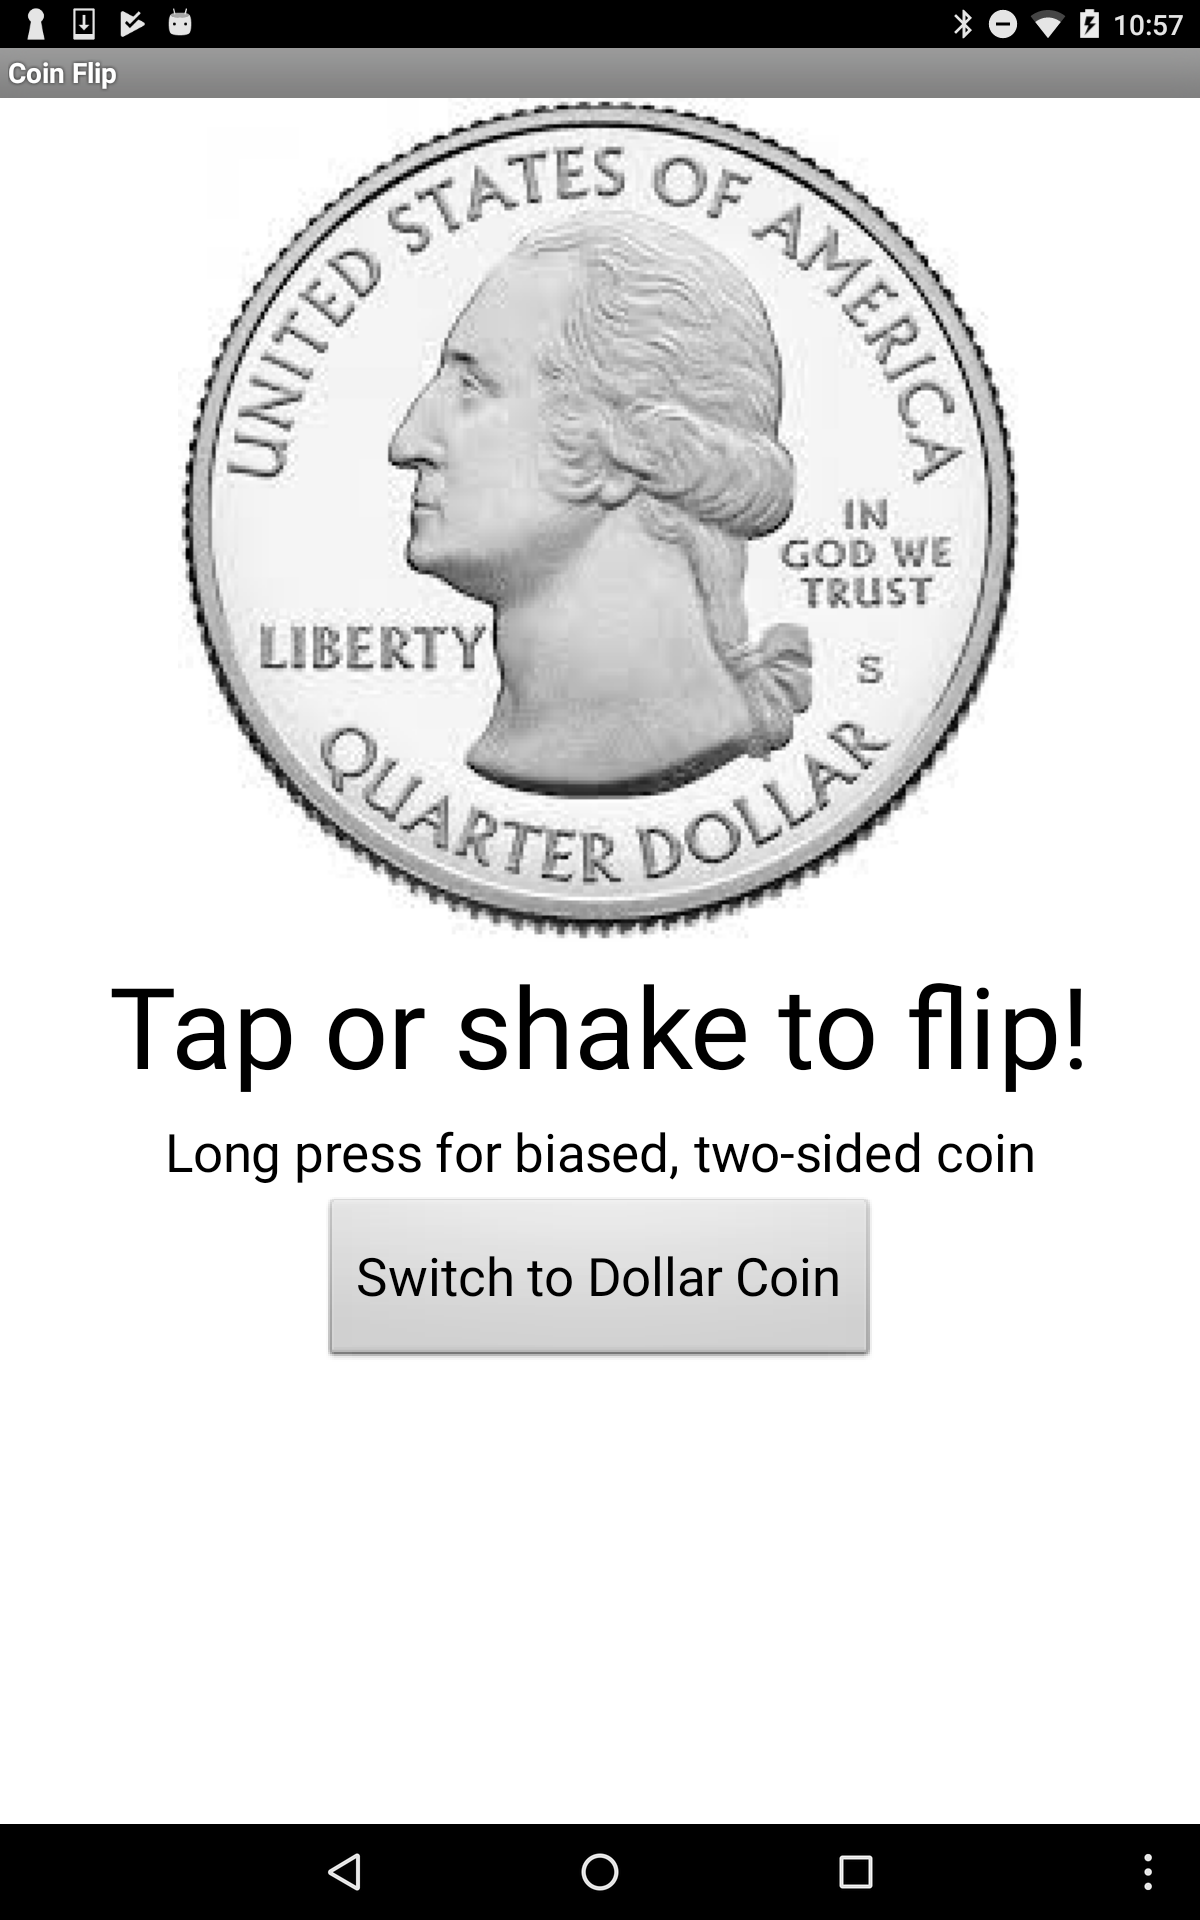 10:57
Coin Flip
UNITED STATES OF AMERICA
IN
GOD WE
TRUST
LIBERTY
S
QUARTER DOLLAR
Tap or shake to flip!
Long press for biased, two-sided coin
Switch to Dollar Coin